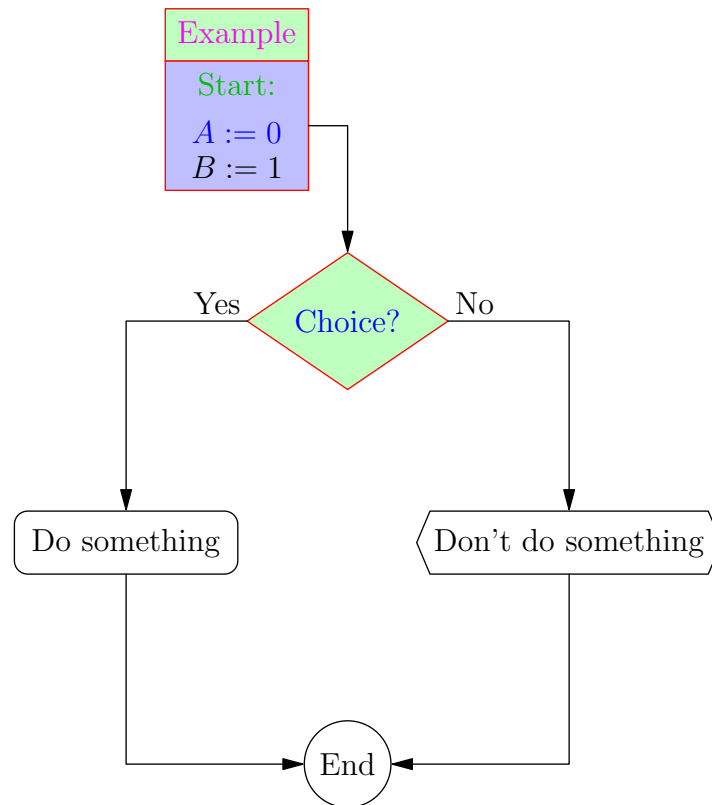 Example
Start:
A := 0
B := 1
Yes
Choice?
No
Do something
Don't do something
End